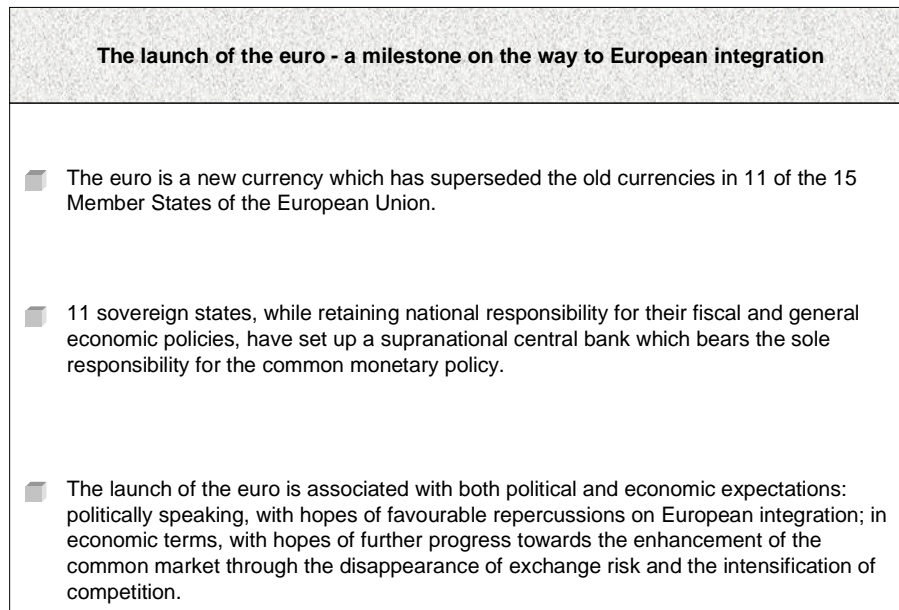 The launch of the euro - a milestone on the way to European integration
The euro is a new currency which has superseded the old currencies in 11 of the 15
Member States of the European Union.
11 sovereign states, while retaining national responsibility for their fiscal and general
economic policies, have set up a supranational central bank which bears the sole
responsibility for the common monetary policy.
The launch of the euro is associated with both political and economic expectations:
politically speaking, with hopes of favourable repercussions on European integration; in
economic terms, with hopes of further progress towards the enhancement of the
common market through the disappearance of exchange risk and the intensification of
competition.